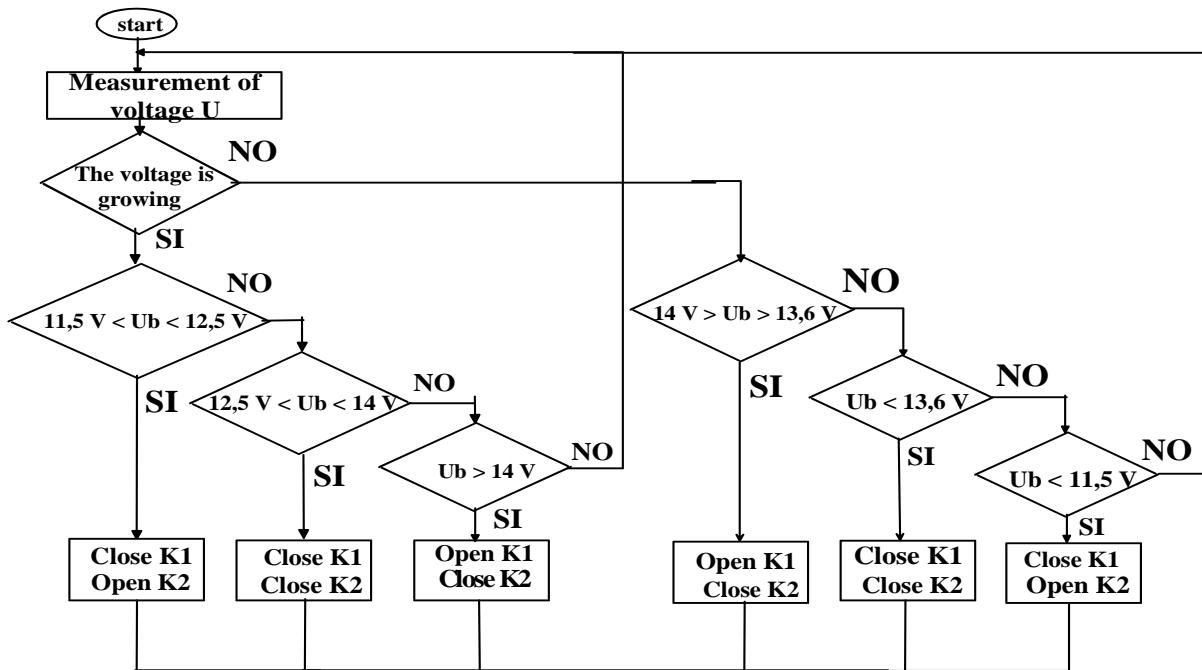 start
Measurement of
voltage U
NO
The voltage is
growing
SI
11,5 V < Ub < 12,5 V
NO
SI
12,5 V < Ub < 14 V
NO
SI
Ub > 14 V
NO
SI
Close K1
Open K2
Close K1
Close K2
Open K1
Close K2
14 V > Ub > 13,6 V
NO
SI
Ub < 13,6 V
NO
SI
Ub < 11,5 V
NO
SI
Open K1
Close K2
Close K1
Close K2
Close K1
Open K2